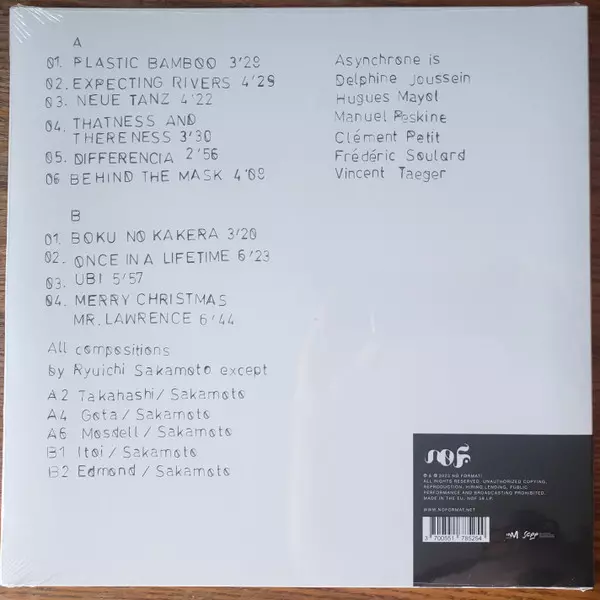 A
01. PLASTIC BAMBOO 3'29
02. EXPECTING RIVERS 4'29
03. NEUE TANZ 4'22
04. THATNESS AND
THERENESS 3'30
05. DIFFERENCIA 2'56
06 BEHIND THE MASK 4'09
Asynchrone is
Delphine Joussein
Hugues Mayot
Manuel Peskine
Clément Petit
Frédéric Soulard
Vincent Taeger
B
01. BOKU NO KAKERA 3'20
02. ONCE IN A LIFETIME 6'23
03. UBI 5'57
04. MERRY CHRISTMAS
MR. LAWRENCE 6'44
All compositions
by Ryuichi Sakamoto except
A2 Takahashi/Sakamoto
A4 Gota/Sakamoto
A6 Mosdell/Sakamoto
B1 Itoi/Sakamoto
B2 Edmond/Sakamoto
NOF.
NO FORMAT!
ALL RIGHTS RESERVED. UNAUTHORIZED COPYING,
REPRODUCTION, HIRING LENDING, PUBLIC
PERFORMANCE AND BROADCASTING PROHIBITED.
MADE IN THE EU.
WWW.NOFORMAT.NET